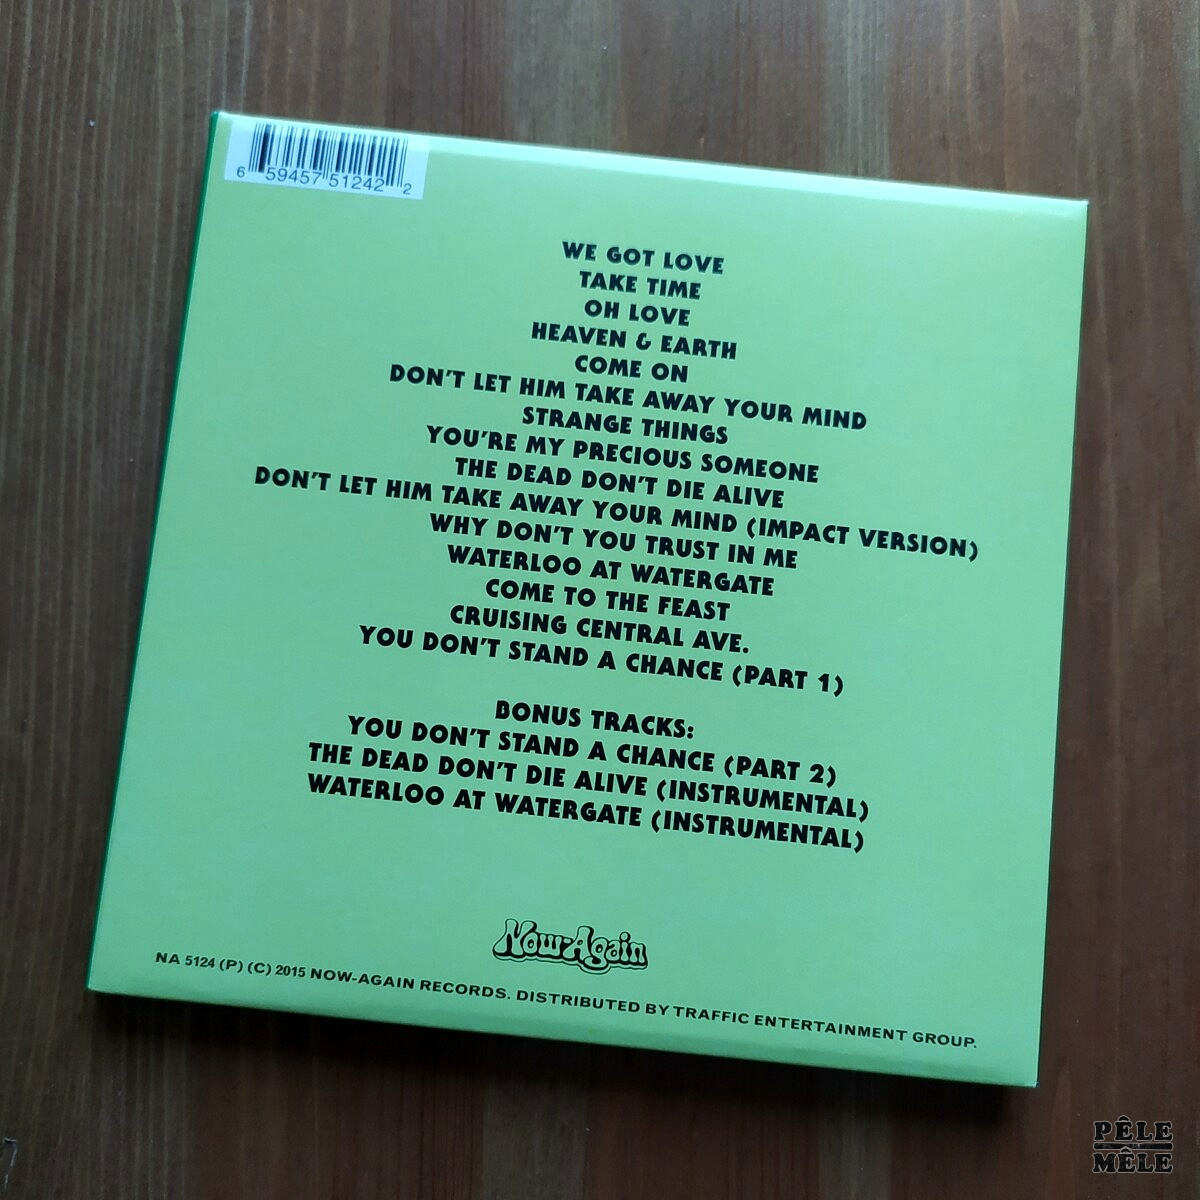 6 59457 51242 2
WE GOT LOVE
TAKE TIME
OH LOVE
HEAVEN & EARTH
COME ON
DON'T LET HIM TAKE AWAY YOUR MIND
STRANGE THINGS
YOU'RE MY PRECIOUS SOMEONE
THE DEAD DON'T DIE ALIVE
DON'T LET HIM TAKE AWAY YOUR MIND (IMPACT VERSION)
WHY DON'T YOU TRUST IN ME
WATERLOO AT WATERGATE
COME TO THE FEAST
CRUISING CENTRAL AVE.
YOU DON'T STAND A CHANCE (PART 1)
BONUS TRACKS:
YOU DON'T STAND A CHANCE (PART 2)
THE DEAD DON'T DIE ALIVE (INSTRUMENTAL)
WATERLOO AT WATERGATE (INSTRUMENTAL)
Now-Again
NA 5124 (P) (C) 2015 NOW-AGAIN RECORDS. DISTRIBUTED BY TRAFFIC ENTERTAINMENT GROUP.
PÊLE
MÊLE